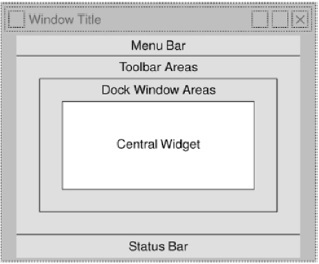 Window Title
Menu Bar
Toolbar Areas
Dock Window Areas
Central Widget
Status Bar